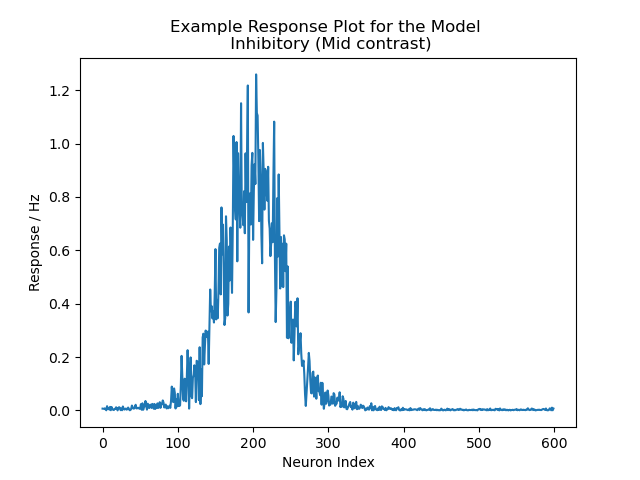 Example Response Plot for the Model
Inhibitory (Mid contrast)
Response / Hz
1.2
1.0
0.8
0.6
0.4
0.2
0.0
0 100 200 300 400 500 600
Neuron Index